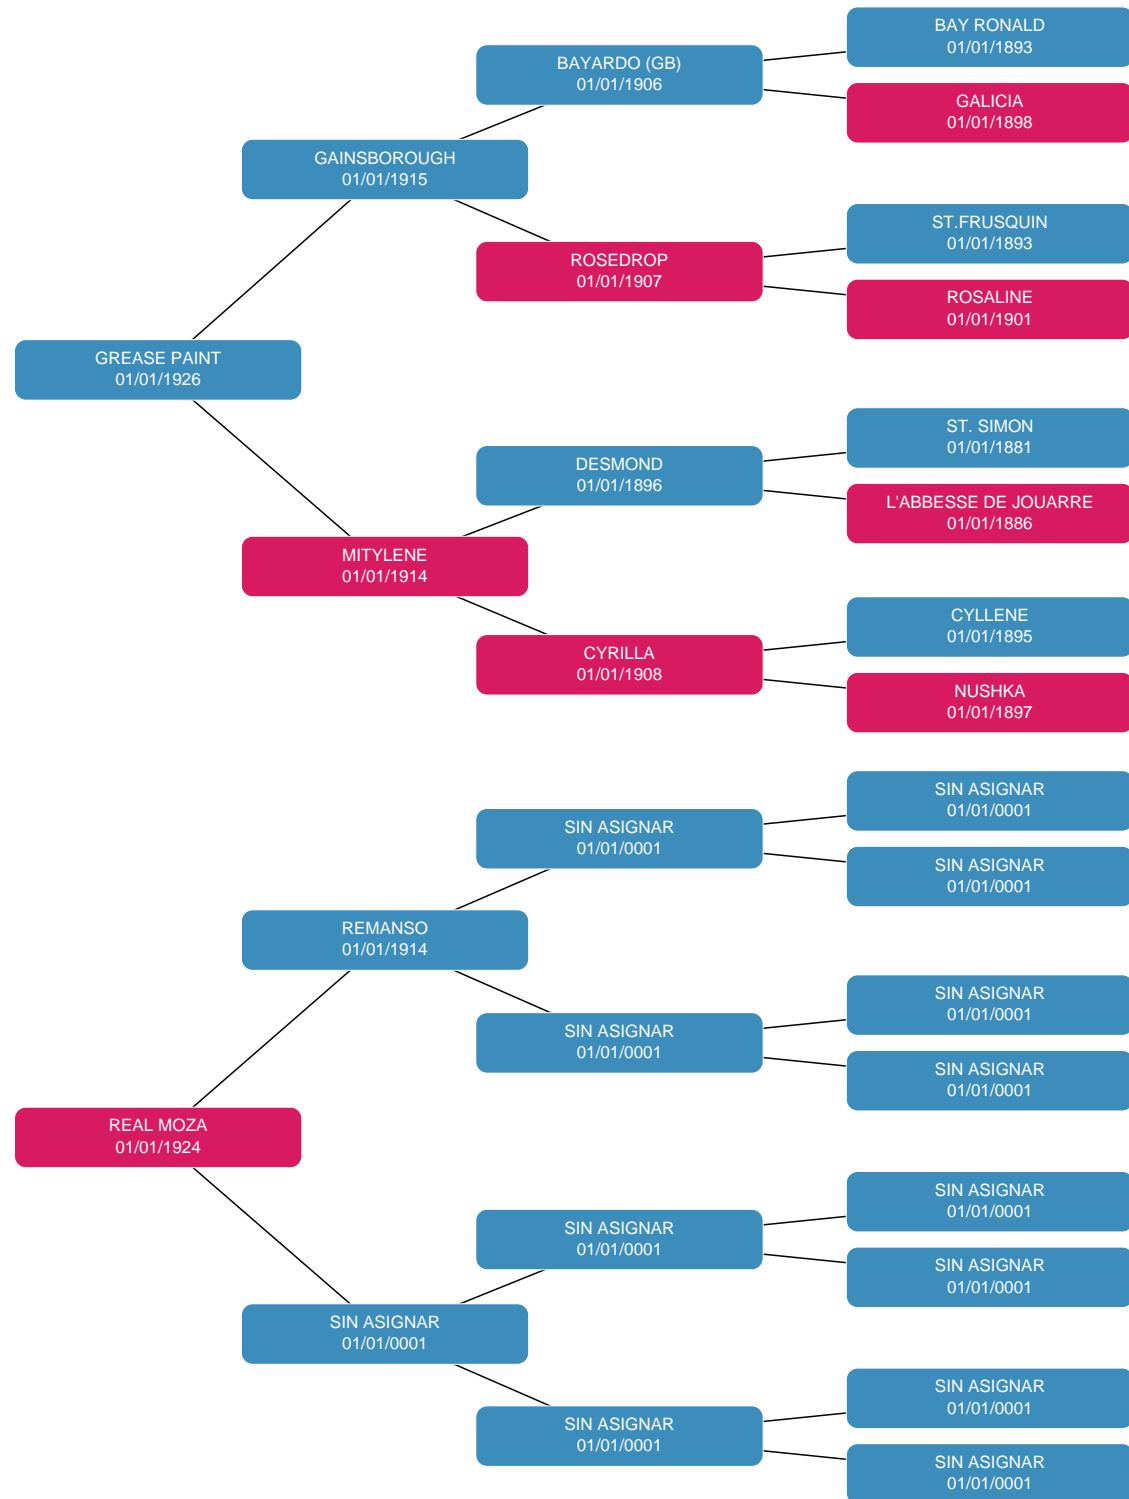 BAY RONALD
01/01/1893
BAYARDO (GB)
01/01/1906
GALICIA
01/01/1898
GAINSBOROUGH
01/01/1915
ST.FRUSQUIN
01/01/1893
ROSEDROP
01/01/1907
ROSALINE
01/01/1901
GREASE PAINT
01/01/1926
ST. SIMON
01/01/1881
DESMOND
01/01/1896
L'ABBESSE DE JOUARRE
01/01/1886
MITYLENE
01/01/1914
CYLLENE
01/01/1895
CYRILLA
01/01/1908
NUSHKA
01/01/1897
SIN ASIGNAR
01/01/0001
SIN ASIGNAR
01/01/0001
SIN ASIGNAR
01/01/0001
REMANSO
01/01/1914
SIN ASIGNAR
01/01/0001
SIN ASIGNAR
01/01/0001
SIN ASIGNAR
01/01/0001
REAL MOZA
01/01/1924
SIN ASIGNAR
01/01/0001
SIN ASIGNAR
01/01/0001
SIN ASIGNAR
01/01/0001
SIN ASIGNAR
01/01/0001
SIN ASIGNAR
01/01/0001
SIN ASIGNAR
01/01/0001
SIN ASIGNAR
01/01/0001